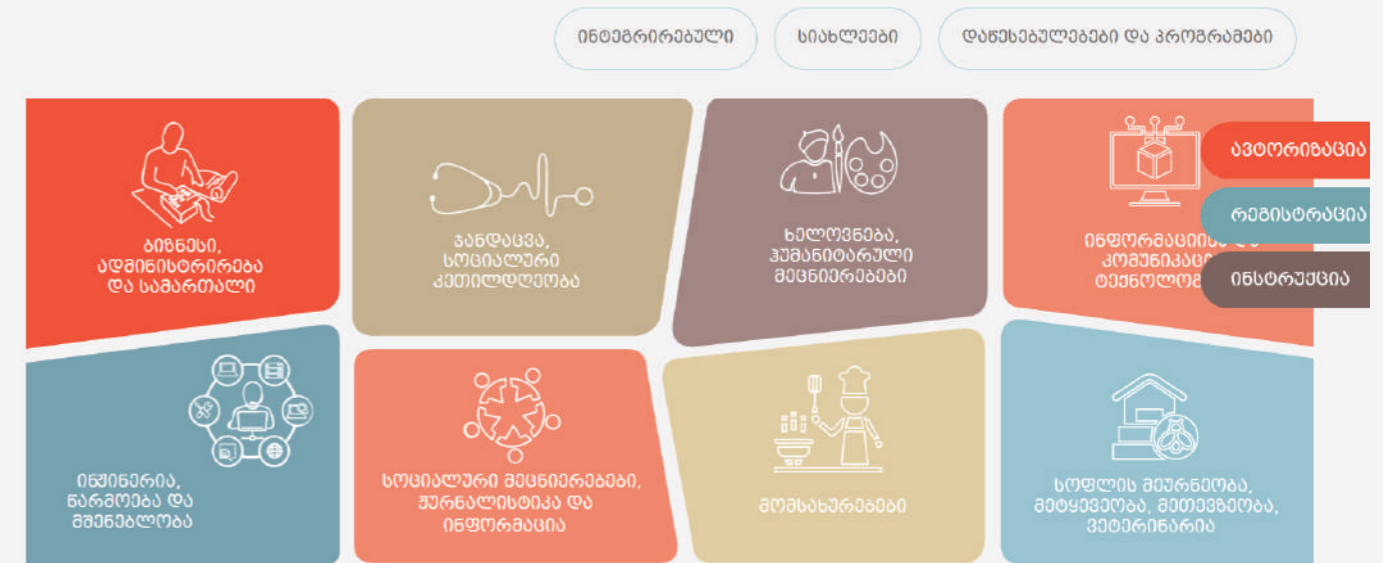 ინტეგრირებული
სიახლეები
დაწესებულებები და პროგრამები
ბიზნესი,
ადმინისტრირება
და სამართალი
ჯანდაცვა,
სოციალური
კეთილდღეობა
ხელოვნება,
ჰუმანიტარული
მეცნიერებები
და
ავტორიზაცია
რეგისტრაცია
ინსტრუქცია
ინჟინერია,
წარმოება და
მშენებლობა
სოციალური მეცნიერებები,
ჟურნალისტიკა და
ინფორმაცია
მომსახურებები
სოფლის მეურნეობა,
მეტყევეობა, მეთევზეობა,
ვეტერინარია